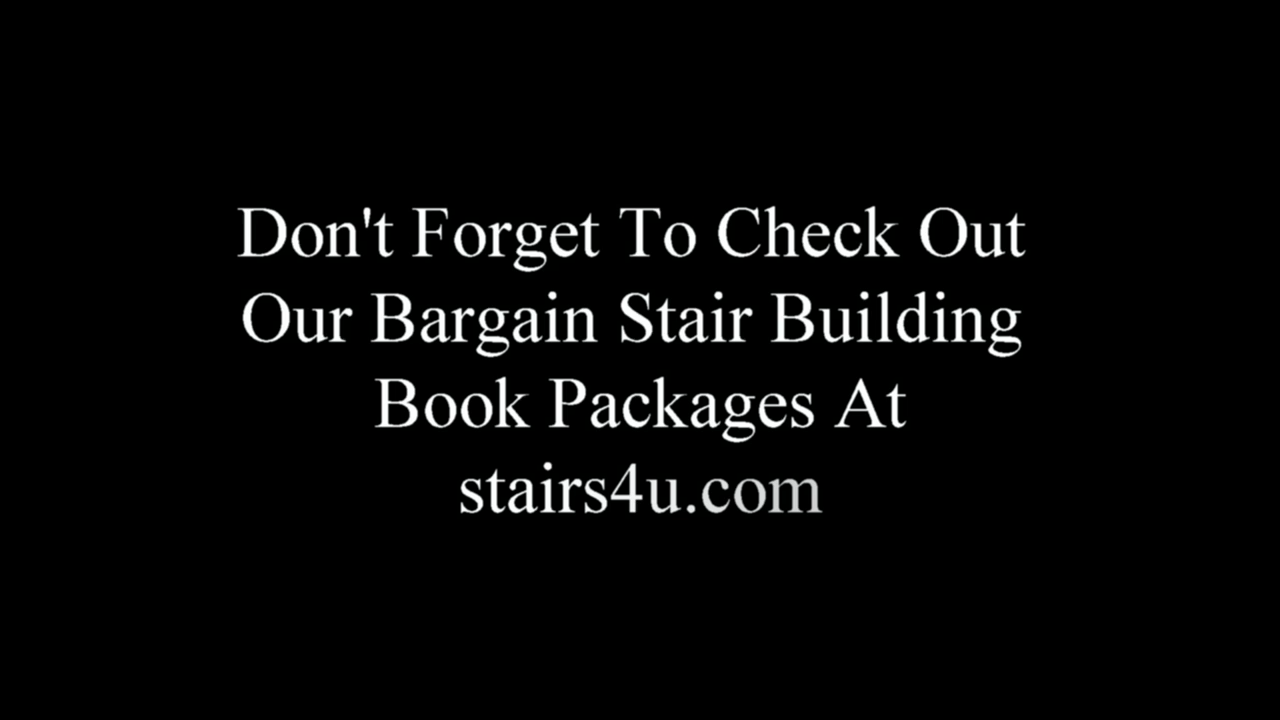 Don't Forget To Check Out
Our Bargain Stair Building
Book Packages At
stairs4u.com